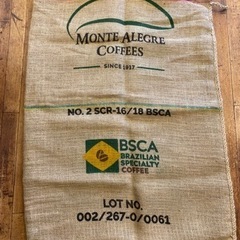 MONTE ALEGRE
COFFEES
SINCE 1917
NO. 2 SCR-16/18 BSCA
BSCA
BRAZILIAN
SPECIALTY
COFFEE
LOT NO.
002/267-0/0061